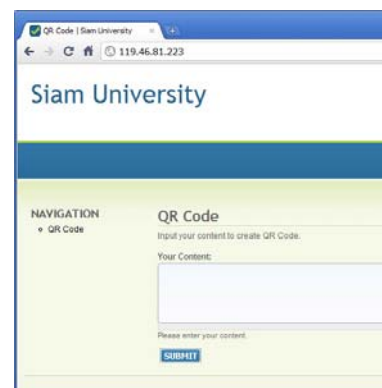 QR Code | Siam University
119.46.81.223
Siam University
NAVIGATION
QR Code
QR Code
Input your content to create QR Code.
Your Content:
Please enter your content.
SUBMIT